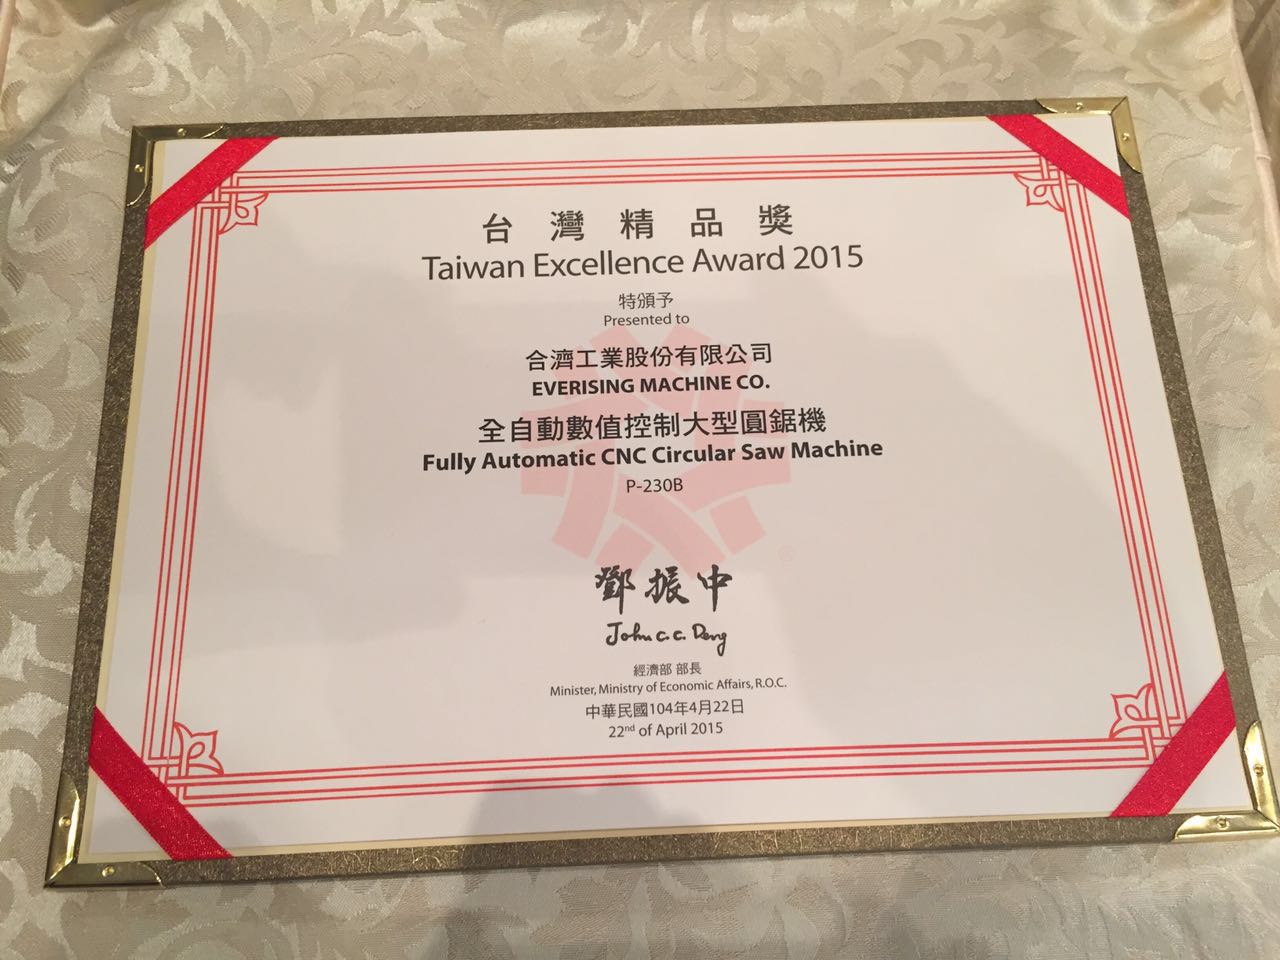 台灣精品獎
Taiwan Excellence Award 2015
特頒予
Presented to
合濟工業股份有限公司
EVERISING MACHINE CO.
全自動數值控制大型圓鋸機
Fully Automatic CNC Circular Saw Machine
P-230B
®
鄧振中
John C.C. Deng
經濟部 部長
Minister, Ministry of Economic Affairs, R.O.C.
中華民國104年4月22日
22nd of April 2015